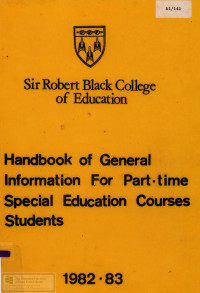 Sir Robert Black College
of Education
Handbook of General
Information For Part-time
Special Education Courses
Students
1982-83